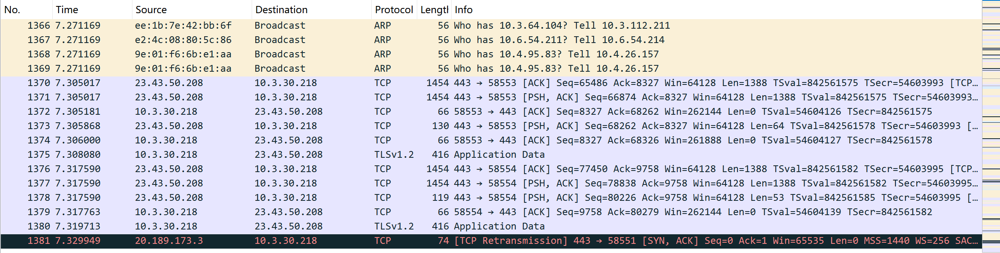 No. Time Source Destination Protocol Length Info
1366 7.271169 ee:1b:7e:42:bb:6f Broadcast ARP 56 Who has 10.3.64.104? Tell 10.3.112.211
1367 7.271169 e2:4c:08:80:5c:86 Broadcast ARP 56 Who has 10.6.54.211? Tell 10.6.54.214
1368 7.271169 9e:01:f6:6b:e1:aa Broadcast ARP 56 Who has 10.4.95.83? Tell 10.4.26.157
1369 7.271169 9e:01:f6:6b:e1:aa Broadcast ARP 56 Who has 10.4.95.83? Tell 10.4.26.157
1370 7.305017 23.43.50.208 10.3.30.218 TCP 1454 443 → 58553 [ACK] Seq=65486 Ack=8327 Win=64128 Len=1388 TSval=842561575 TSecr=54603993 [TCP…
1371 7.305017 23.43.50.208 10.3.30.218 TCP 1454 443 → 58553 [PSH, ACK] Seq=66874 Ack=8327 Win=64128 Len=1388 TSval=842561575 TSecr=54603993…
1372 7.305181 10.3.30.218 23.43.50.208 TCP 66 58553 → 443 [ACK] Seq=8327 Ack=68262 Win=262144 Len=0 TSval=54604126 TSecr=842561575
1373 7.305868 23.43.50.208 10.3.30.218 TCP 130 443 → 58553 [PSH, ACK] Seq=68262 Ack=8327 Win=64128 Len=64 TSval=842561578 TSecr=54603993 […
1374 7.306000 10.3.30.218 23.43.50.208 TCP 66 58553 → 443 [ACK] Seq=8327 Ack=68326 Win=261888 Len=0 TSval=54604127 TSecr=842561578
1375 7.308080 10.3.30.218 23.43.50.208 TLSv1.2 416 Application Data
1376 7.317590 23.43.50.208 10.3.30.218 TCP 1454 443 → 58554 [ACK] Seq=77450 Ack=9758 Win=64128 Len=1388 TSval=842561582 TSecr=54603995 [TCP…
1377 7.317590 23.43.50.208 10.3.30.218 TCP 1454 443 → 58554 [PSH, ACK] Seq=78838 Ack=9758 Win=64128 Len=1388 TSval=842561582 TSecr=54603995…
1378 7.317590 23.43.50.208 10.3.30.218 TCP 119 443 → 58554 [PSH, ACK] Seq=80226 Ack=9758 Win=64128 Len=53 TSval=842561585 TSecr=54603995 […
1379 7.317763 10.3.30.218 23.43.50.208 TCP 66 58554 → 443 [ACK] Seq=9758 Ack=80279 Win=262144 Len=0 TSval=54604139 TSecr=842561582
1380 7.319713 10.3.30.218 23.43.50.208 TLSv1.2 416 Application Data
1381 7.329949 20.189.173.3 10.3.30.218 TCP 74 [TCP Retransmission] 443 → 58551 [SYN, ACK] Seq=0 Ack=1 Win=65535 Len=0 MSS=1440 WS=256 SAC…